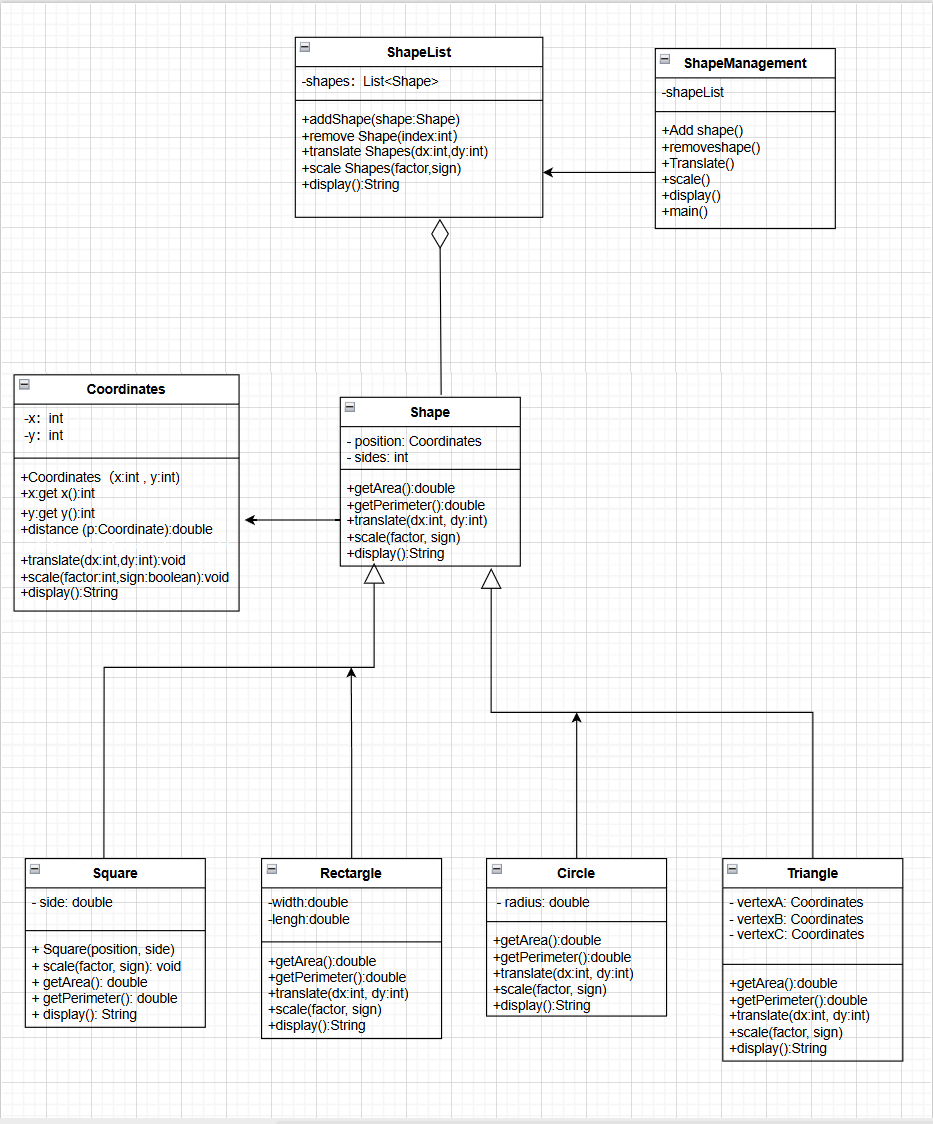 ShapeList
-shapes: List<Shape>
+addShape(shape:Shape)
+remove Shape(index:int)
+translate Shapes(dx:int,dy:int)
+scale Shapes(factor,sign)
+display():String
ShapeManagement
-shapeList
+Add shape()
+removeshape()
+Translate()
+scale()
+display()
+main()
Coordinates
-x: int
-y: int
+Coordinates (x:int , y:int)
+x:get x():int
+y:get y():int
+distance (p:Coordinate):double
+translate(dx:int,dy:int):void
+scale(factor:int,sign:boolean):void
+display():String
Shape
- position: Coordinates
- sides: int
+getArea():double
+getPerimeter():double
+translate(dx:int, dy:int)
+scale(factor, sign)
+display():String
Square
- side: double
+ Square(position, side)
+ scale(factor, sign): void
+ getArea(): double
+ getPerimeter(): double
+ display(): String
Rectargle
-width:double
-lengh:double
+getArea():double
+getPerimeter():double
+translate(dx:int, dy:int)
+scale(factor, sign)
+display():String
Circle
- radius: double
+getArea():double
+getPerimeter():double
+translate(dx:int, dy:int)
+scale(factor, sign)
+display():String
Triangle
- vertexA: Coordinates
- vertexB: Coordinates
- vertexC: Coordinates
+getArea():double
+getPerimeter():double
+translate(dx:int, dy:int)
+scale(factor, sign)
+display():String